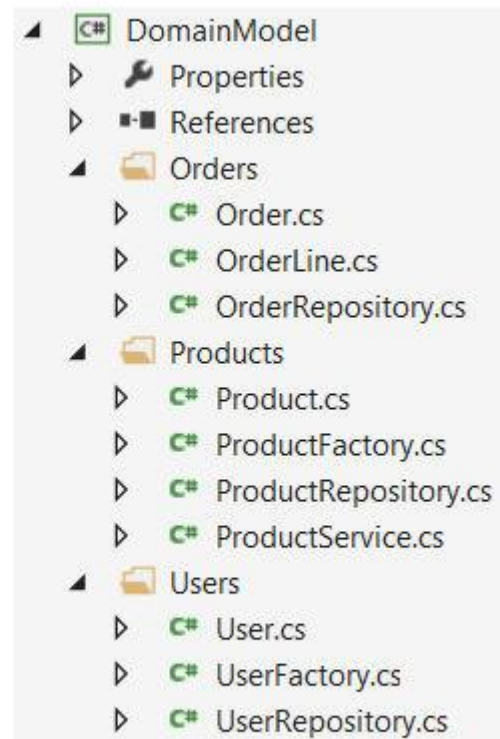 C# DomainModel
Properties
References
Orders
C# Order.cs
C# OrderLine.cs
C# OrderRepository.cs
Products
C# Product.cs
C# ProductFactory.cs
C# ProductRepository.cs
C# ProductService.cs
Users
C# User.cs
C# UserFactory.cs
C# UserRepository.cs